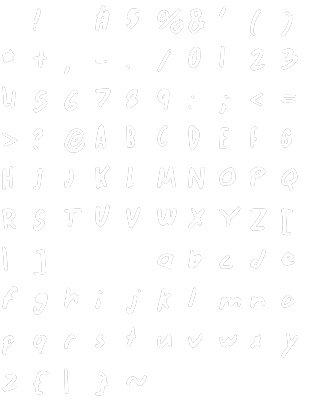 ! # $ % & ' ( )
* + , - . / 0 1 2 3
4 5 6 7 8 9 : ; < =
> ? @ A B C D E F G
H I J K L M N O P Q
R S T U V W X Y Z [
\ ] a b c d e
f g h i j k l m n o
p q r s t u v w x y
z { | } ~